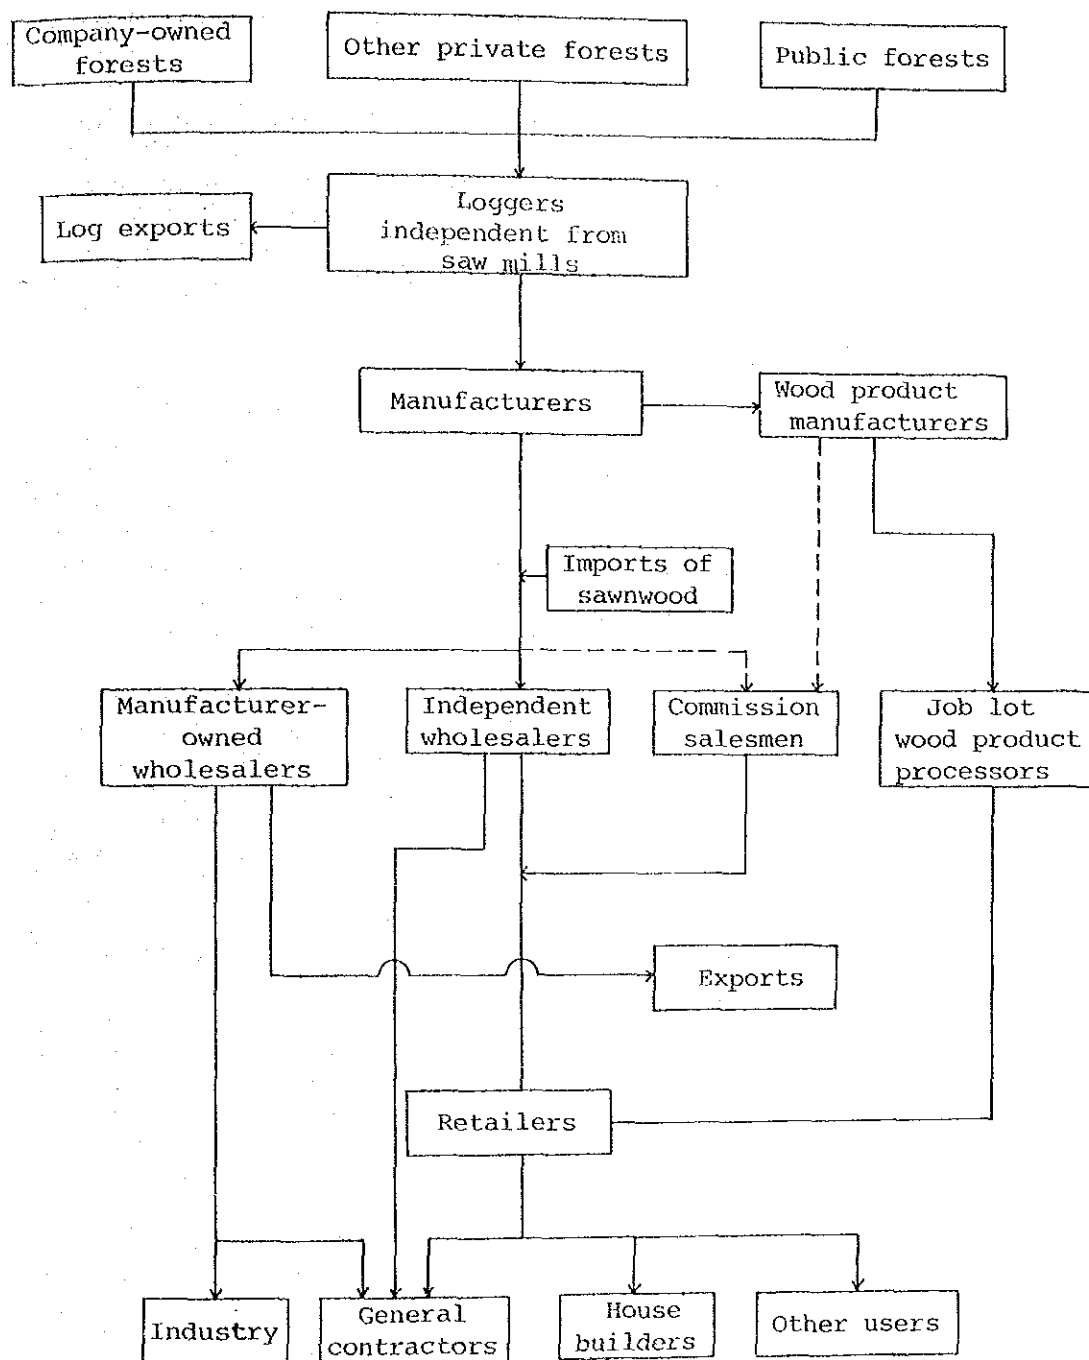 Company-owned
forests
Other private forests
Public forests
Loggers
independent from
saw mills
Log exports
Manufacturers
Wood product
manufacturers
Imports of
sawnwood
Manufacturer-
owned
wholesalers
Independent
wholesalers
Commission
salesmen
Job lot
wood product
processors
Exports
Retailers
Industry
General
contractors
House
builders
Other users